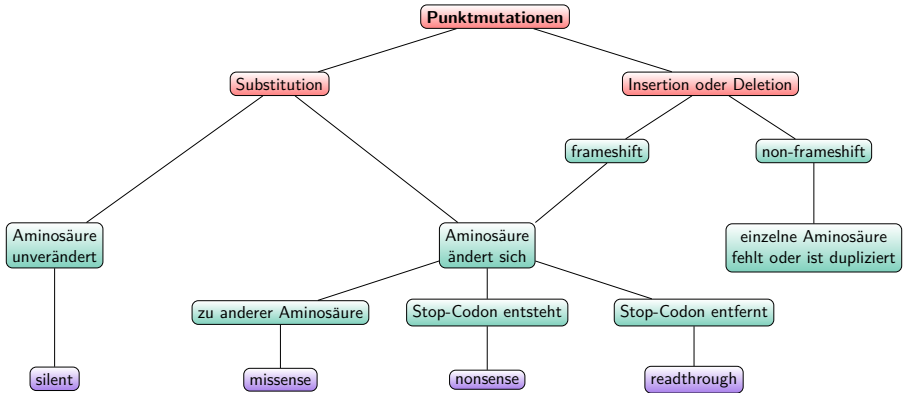 Punktmutationen
Substitution
Insertion oder Deletion
frameshift
non-frameshift
Aminosäure
unverändert
Aminosäure
ändert sich
einzelne Aminosäure
fehlt oder ist dupliziert
zu anderer Aminosäure
Stop-Codon entsteht
Stop-Codon entfernt
silent
missense
nonsense
readthrough